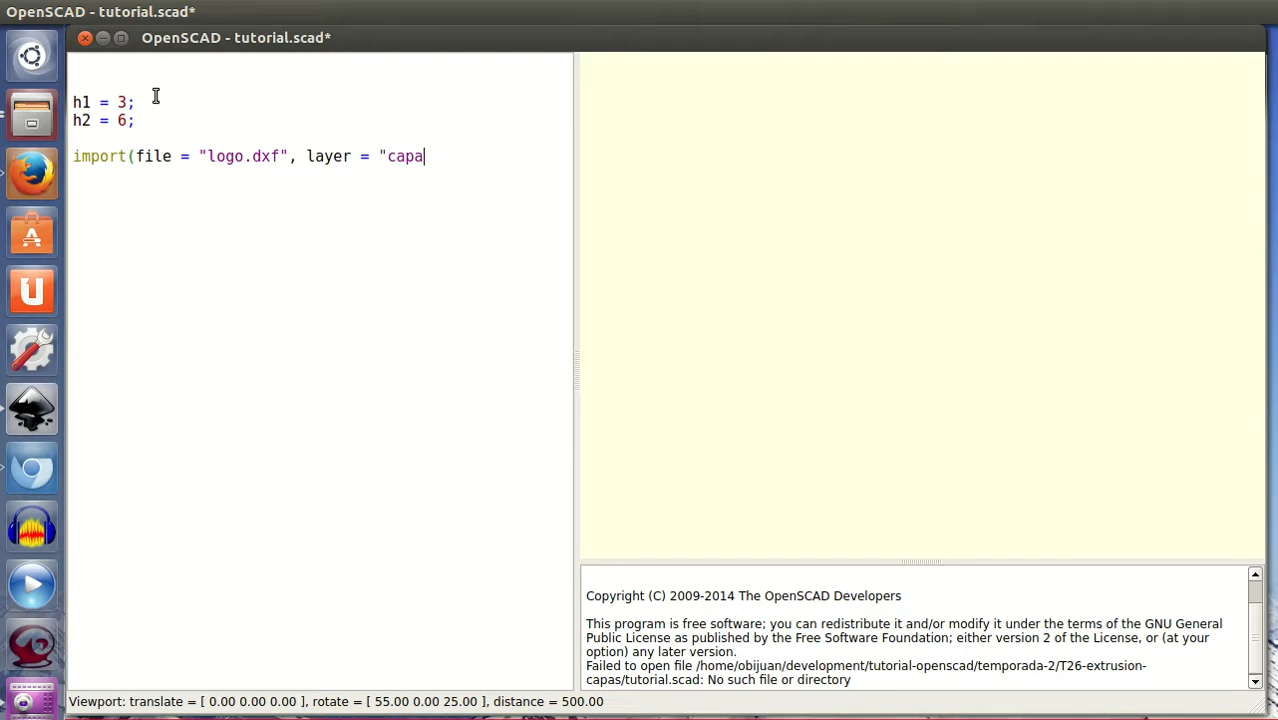 OpenSCAD - tutorial.scad*
OpenSCAD - tutorial.scad*
h1 = 3;
h2 = 6;
import(file = "logo.dxf", layer = "capa
Copyright (C) 2009-2014 The OpenSCAD Developers
This program is free software; you can redistribute it and/or modify it under the terms of the GNU General
Public License as published by the Free Software Foundation; either version 2 of the License, or (at your
option) any later version.
Failed to open file /home/obijuan/development/tutorial-openscad/temporada-2/T26-extrusion-
capas/tutorial.scad: No such file or directory
Viewport: translate = [ 0.00 0.00 0.00 ], rotate = [ 55.00 0.00 25.00 ], distance = 500.00